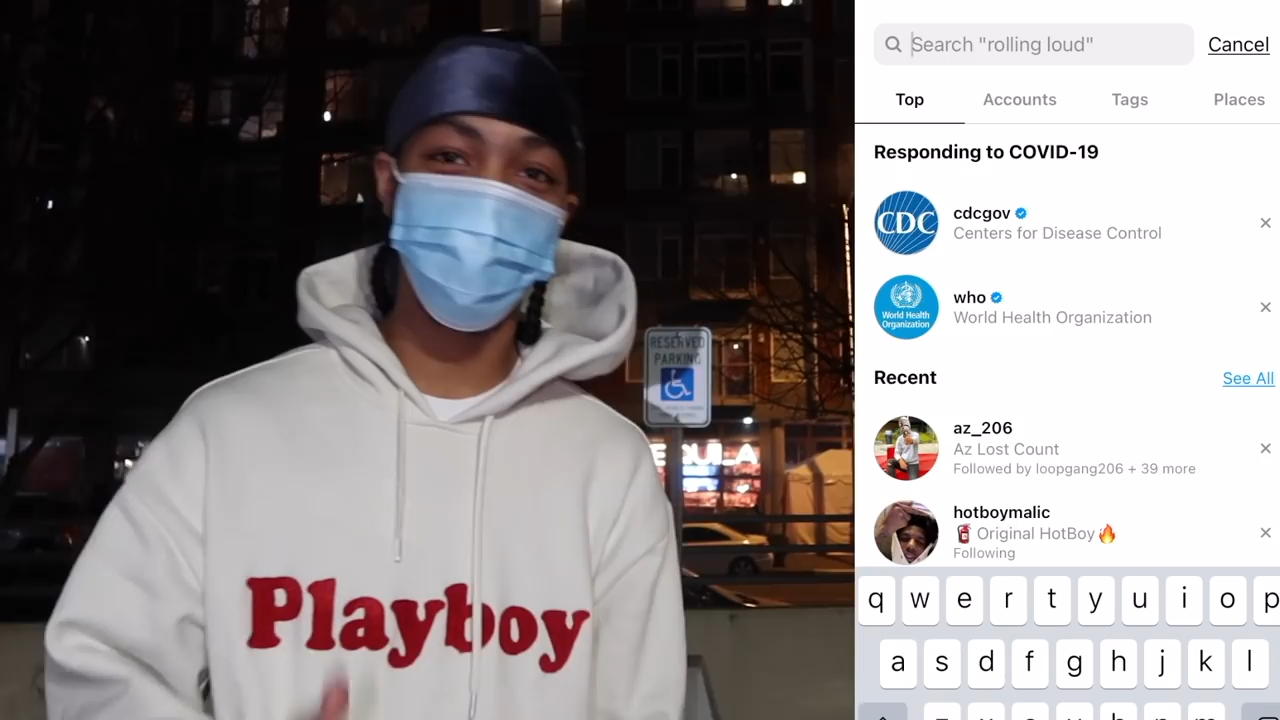 RESERVED
PARKING
Playboy
Search "rolling loud"
Cancel
Top
Accounts
Tags
Places
Responding to COVID-19
CDC
cdcgov
Centers for Disease Control
World Health
Organization
who
World Health Organization
Recent
See All
az_206
Az Lost Count
Followed by loopgang206 + 39 more
hotboymalic
🧯 Original HotBoy 🔥
Following
q w e r t y u i o p
a s d f g h j k l